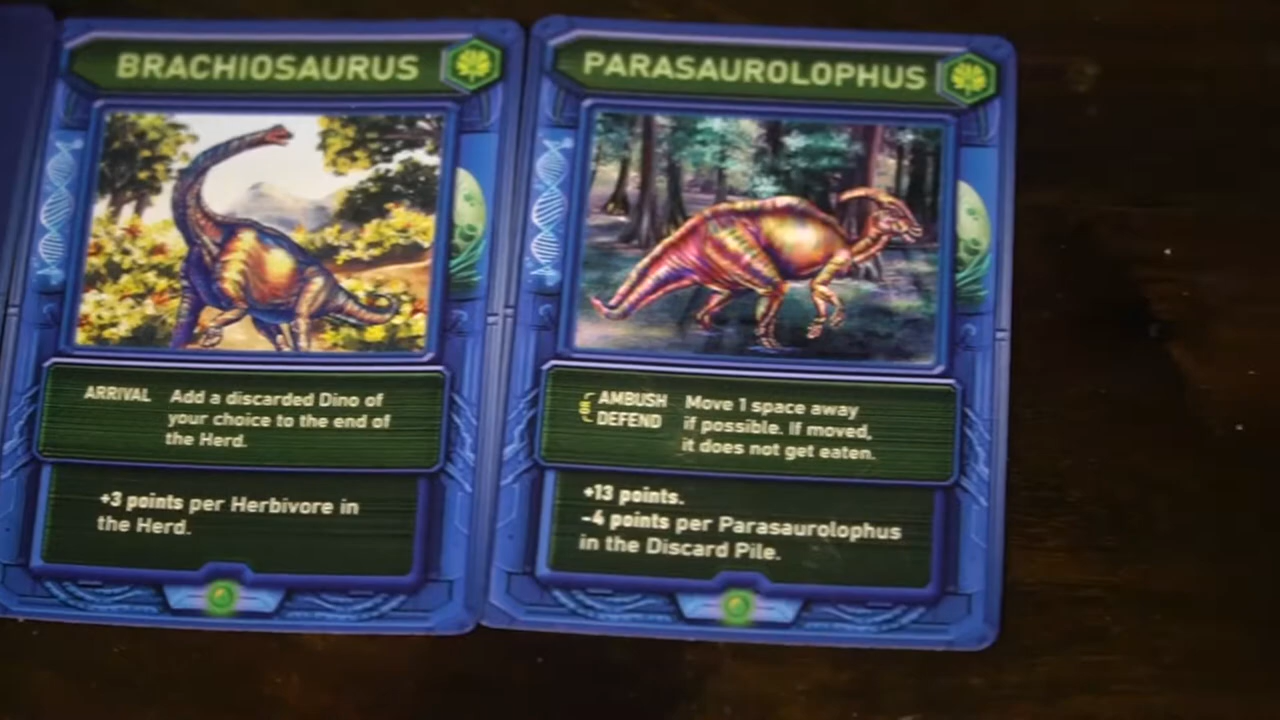 BRACHIOSAURUS
ARRIVAL Add a discarded Dino of
your choice to the end of
the Herd.
+3 points per Herbivore in
the Herd.
PARASAUROLOPHUS
AMBUSH Move 1 space away
DEFEND if possible. If moved,
it does not get eaten.
+13 points.
-4 points per Parasaurolophus
in the Discard Pile.